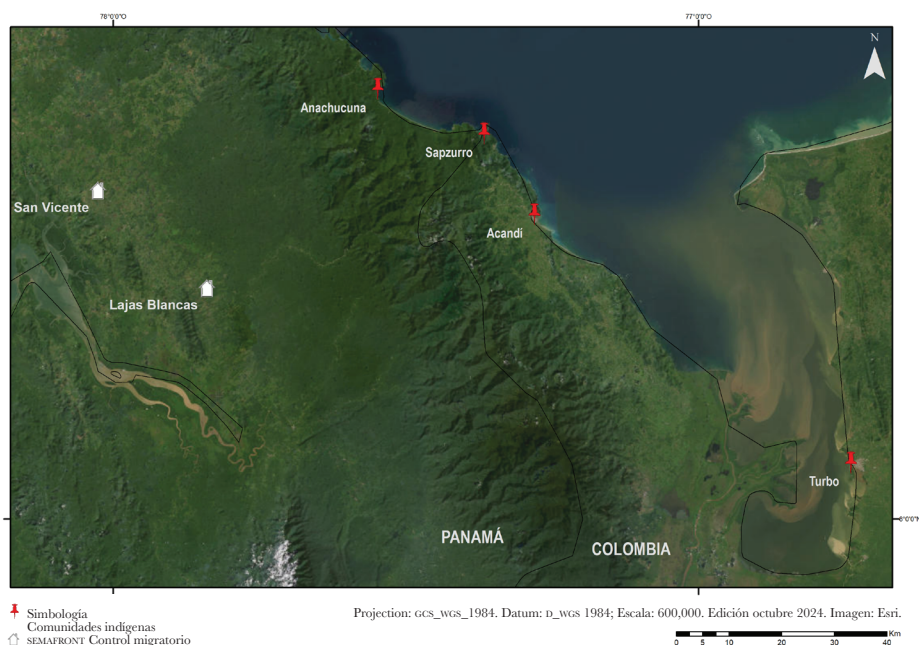 78°0'0"O 77°0'0"O
N
Anachucuna
Sapzurro
San Vicente
Acandí
Lajas Blancas
Turbo
8°0'0"N
PANAMÁ
COLOMBIA
Simbología
Comunidades indígenas
SEMAFRONT Control migratorio
Projection: GCS_WGS_1984. Datum: D_WGS 1984; Escala: 600,000. Edición octubre 2024. Imagen: Esri.
Km
0 5 10 20 30 40